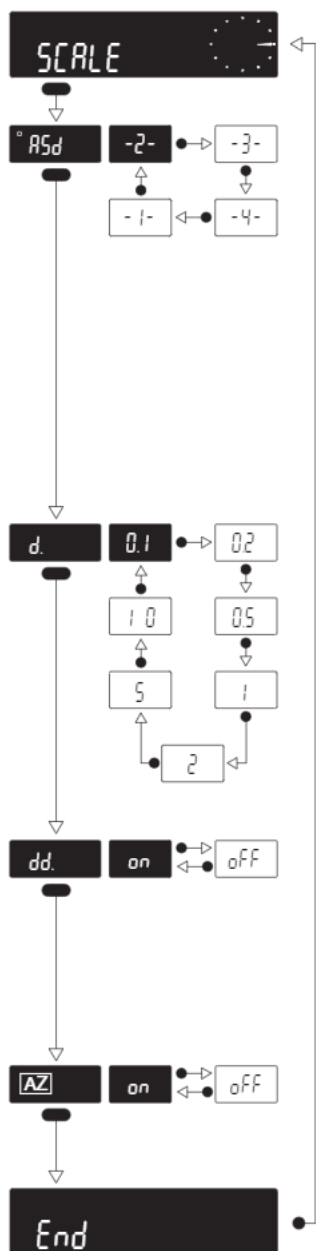 SCALE
° ASd -2- -3-
-1- -4-
d. 0.1 0.2
10 0.5
5 1
2
dd. on oFF
AZ on oFF
End